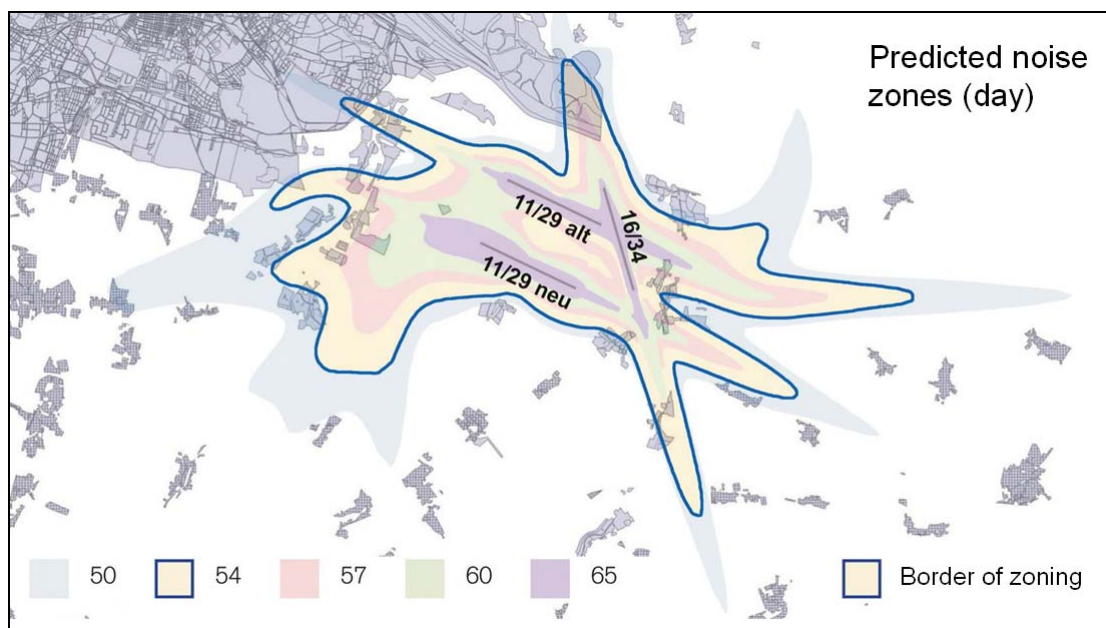 Predicted noise
zones (day)
11/29 alt
16/34
11/29 neu
50
54
57
60
65
Border of zoning